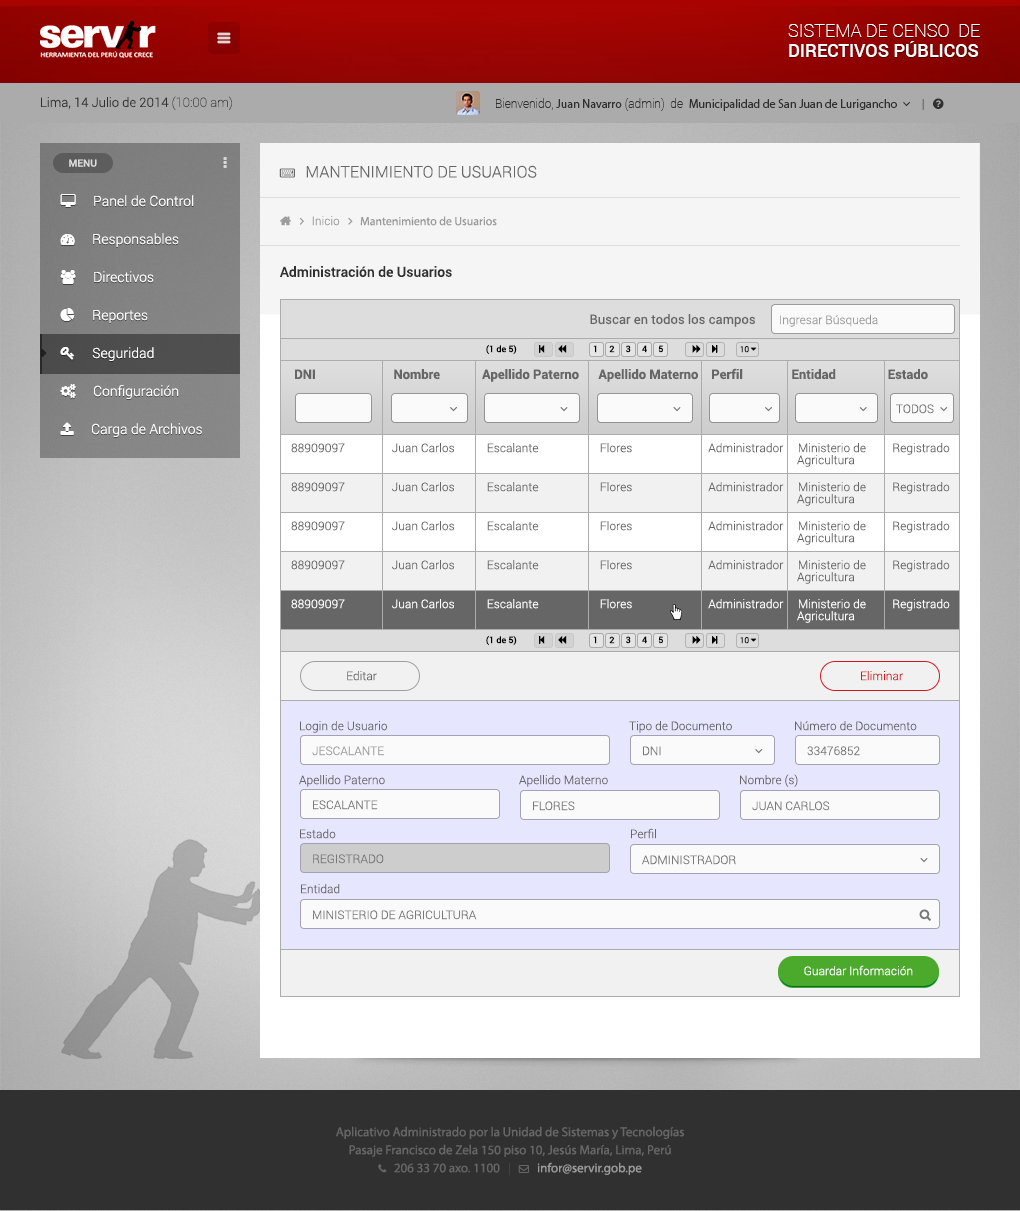 servir
HERRAMIENTA DEL PERÚ QUE CRECE
SISTEMA DE CENSO DE
DIRECTIVOS PÚBLICOS
Lima, 14 Julio de 2014 (10:00 am)
Bienvenido, Juan Navarro (admin) de Municipalidad de San Juan de Lurigancho |
MENU
Panel de Control
Responsables
Directivos
Reportes
Seguridad
Configuración
Carga de Archivos
MANTENIMIENTO DE USUARIOS
Inicio > Mantenimiento de Usuarios
Administración de Usuarios
Buscar en todos los campos Ingresar Búsqueda
(1 de 5) 1 2 3 4 5 10
DNI Nombre Apellido Paterno Apellido Materno Perfil Entidad Estado
TODOS
88909097 Juan Carlos Escalante Flores Administrador Ministerio de Agricultura Registrado
88909097 Juan Carlos Escalante Flores Administrador Ministerio de Agricultura Registrado
88909097 Juan Carlos Escalante Flores Administrador Ministerio de Agricultura Registrado
88909097 Juan Carlos Escalante Flores Administrador Ministerio de Agricultura Registrado
88909097 Juan Carlos Escalante Flores Administrador Ministerio de Agricultura Registrado
(1 de 5) 1 2 3 4 5 10
Editar Eliminar
Login de Usuario Tipo de Documento Número de Documento
JESCALANTE DNI 33476852
Apellido Paterno Apellido Materno Nombre (s)
ESCALANTE FLORES JUAN CARLOS
Estado Perfil
REGISTRADO ADMINISTRADOR
Entidad
MINISTERIO DE AGRICULTURA
Guardar Información
Aplicativo Administrado por la Unidad de Sistemas y Tecnologías
Pasaje Francisco de Zela 150 piso 10, Jesús María, Lima, Perú
206 33 70 axo. 1100 | infor@servir.gob.pe